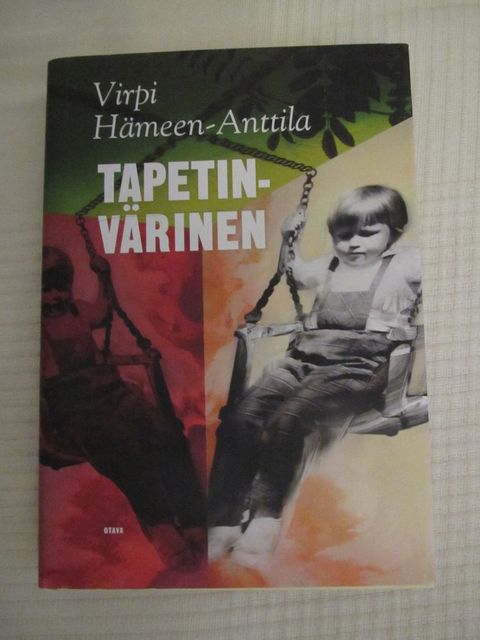 Virpi
Hämeen-Anttila
TAPETIN-
VÄRINEN
OTAVA